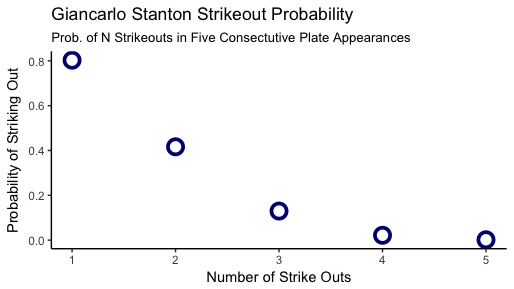 Giancarlo Stanton Strikeout Probability
Prob. of N Strikeouts in Five Consectutive Plate Appearances
Probability of Striking Out
0.8
0.6
0.4
0.2
0.0
1 2 3 4 5
Number of Strike Outs